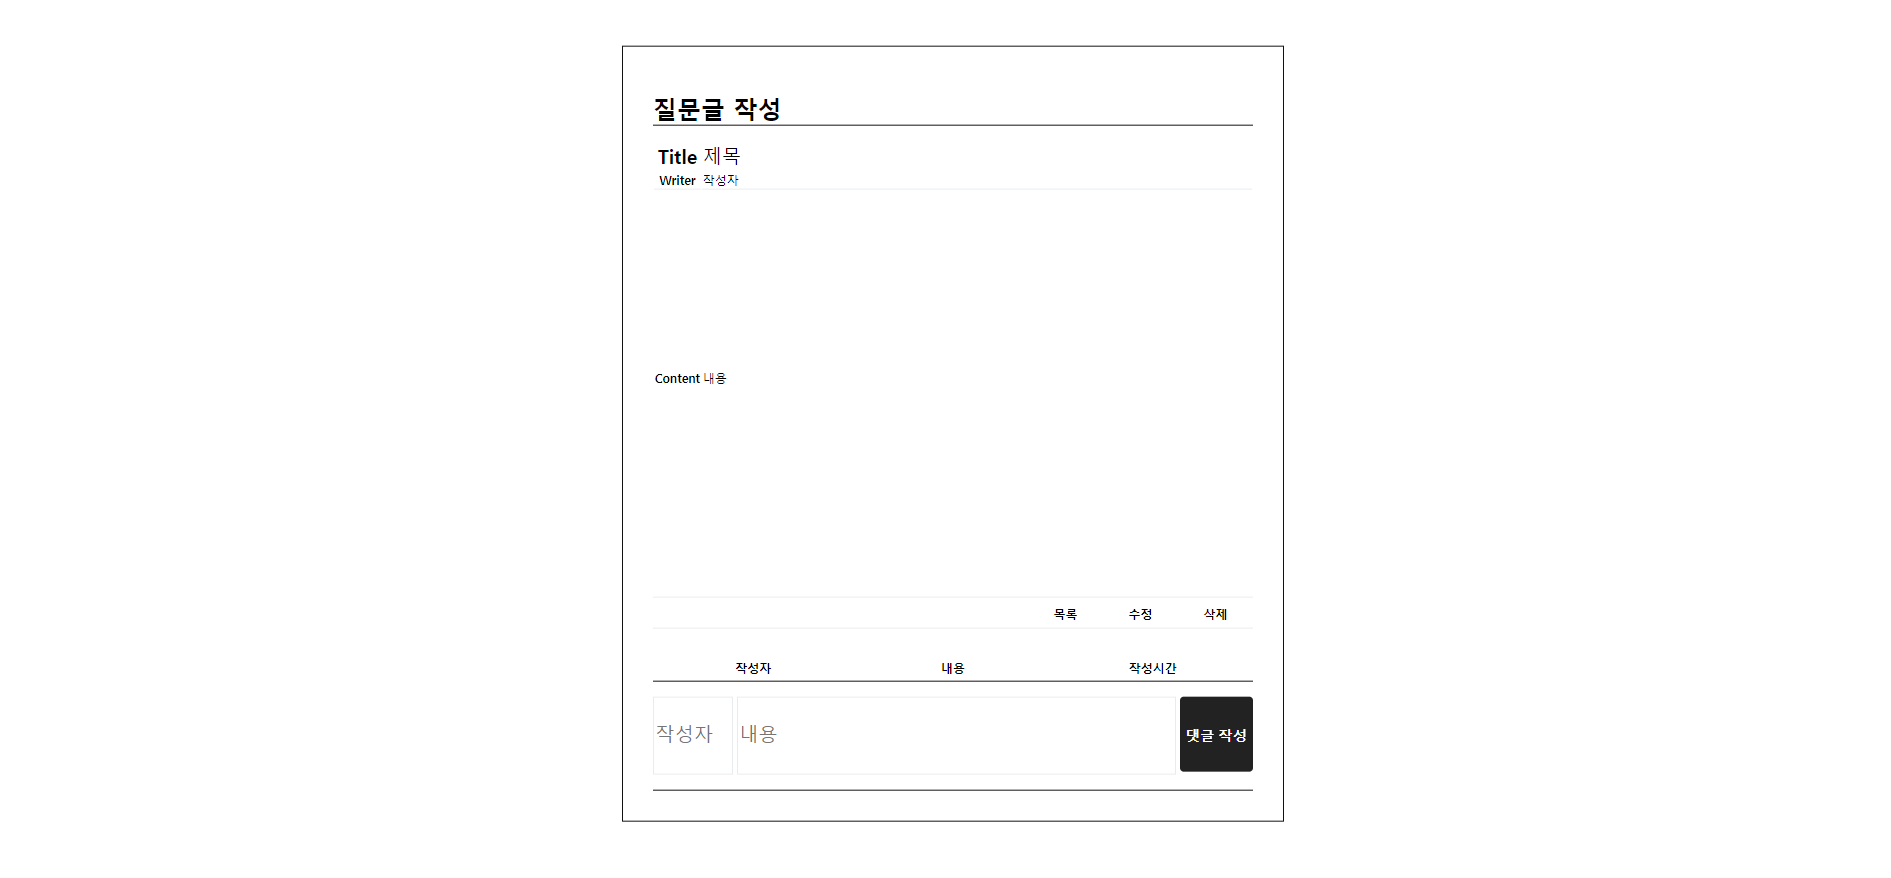 질문글 작성
Title 제목
Writer 작성자
Content 내용
목록 수정 삭제
작성자 내용 작성시간
작성자 내용 댓글 작성